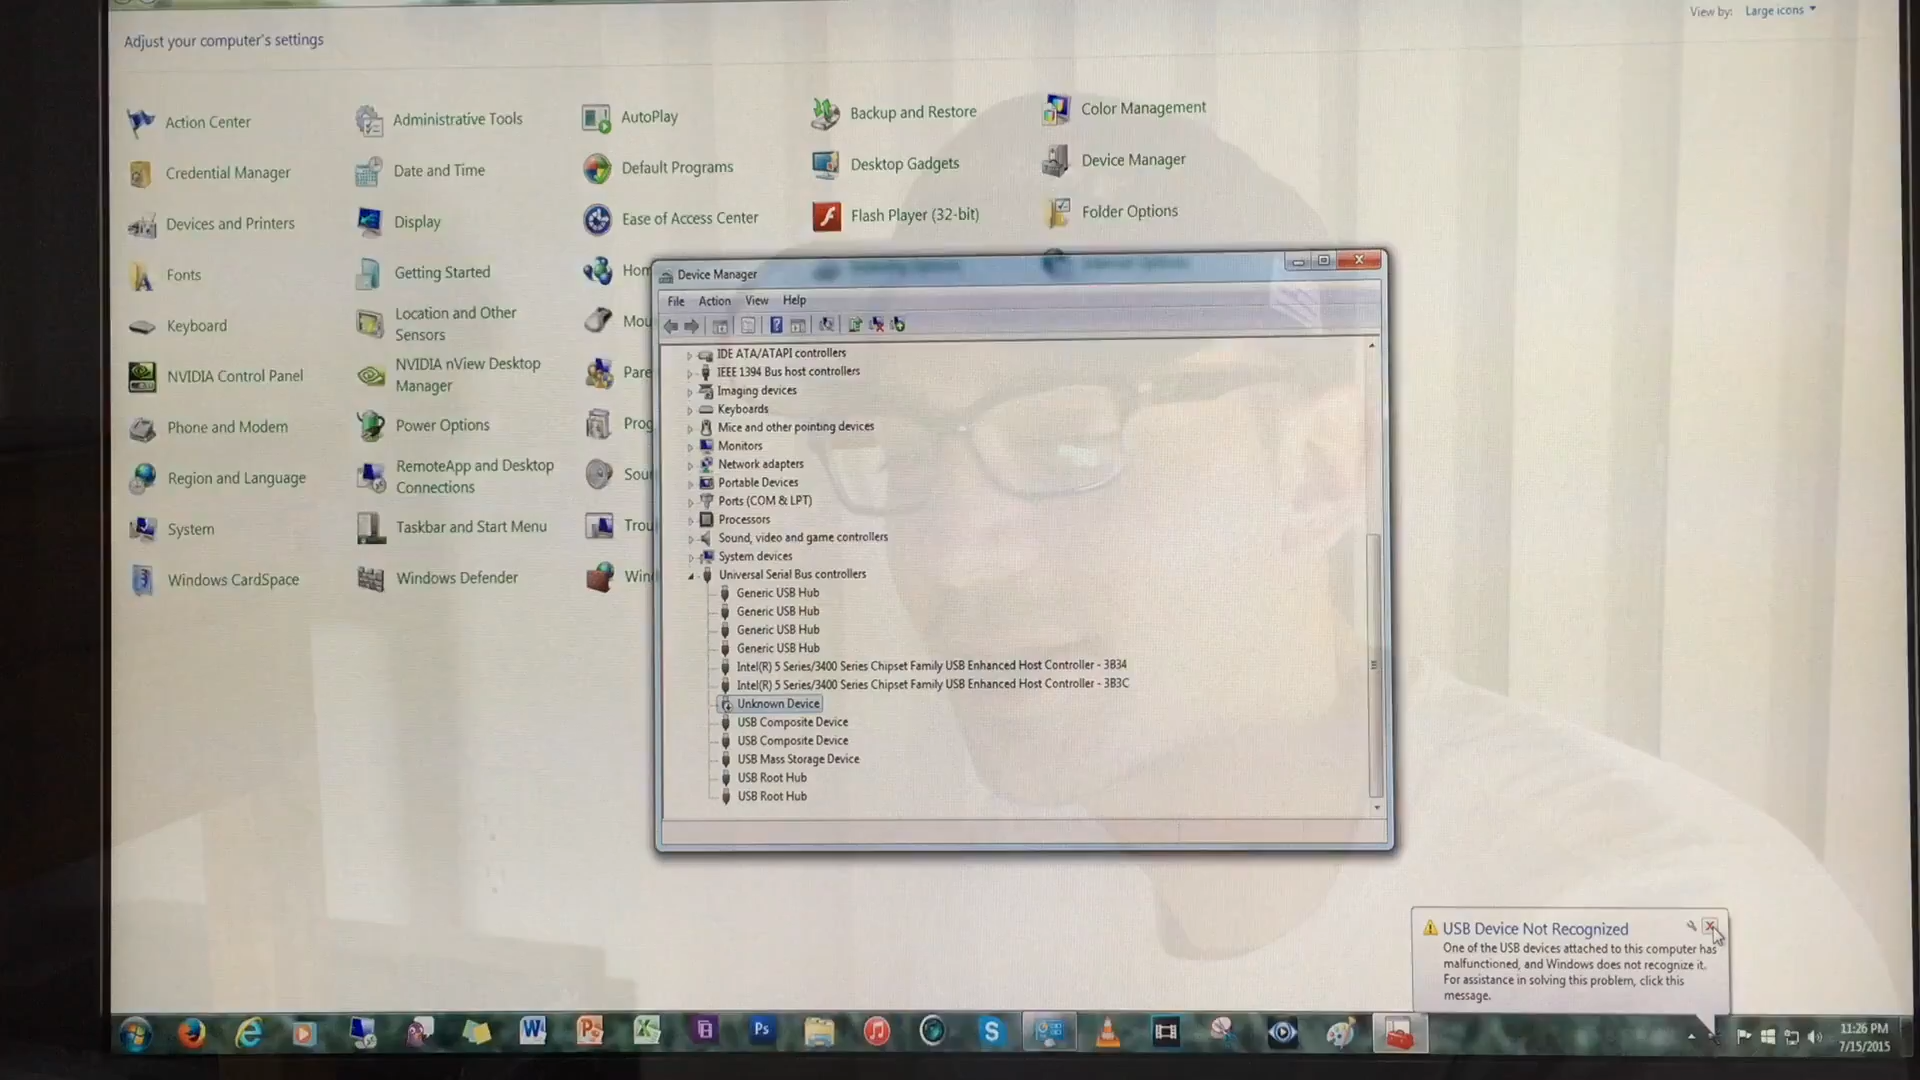 View by: Large icons
Adjust your computer's settings
Action Center
Administrative Tools
AutoPlay
Backup and Restore
Color Management
Credential Manager
Date and Time
Default Programs
Desktop Gadgets
Device Manager
Devices and Printers
Display
Ease of Access Center
Flash Player (32-bit)
Folder Options
Fonts
Getting Started
Hom
Keyboard
Location and Other
Sensors
Mou
NVIDIA Control Panel
NVIDIA nView Desktop
Manager
Pare
Phone and Modem
Power Options
Prog
Region and Language
RemoteApp and Desktop
Connections
Sou
System
Taskbar and Start Menu
Trou
Windows CardSpace
Windows Defender
Win
Device Manager
File Action View Help
IDE ATA/ATAPI controllers
IEEE 1394 Bus host controllers
Imaging devices
Keyboards
Mice and other pointing devices
Monitors
Network adapters
Portable Devices
Ports (COM & LPT)
Processors
Sound, video and game controllers
System devices
Universal Serial Bus controllers
Generic USB Hub
Generic USB Hub
Generic USB Hub
Generic USB Hub
Intel(R) 5 Series/3400 Series Chipset Family USB Enhanced Host Controller - 3B34
Intel(R) 5 Series/3400 Series Chipset Family USB Enhanced Host Controller - 3B3C
Unknown Device
USB Composite Device
USB Composite Device
USB Mass Storage Device
USB Root Hub
USB Root Hub
USB Device Not Recognized
One of the USB devices attached to this computer has
malfunctioned, and Windows does not recognize it.
For assistance in solving this problem, click this
message.
Ps
11:26 PM
7/15/2015